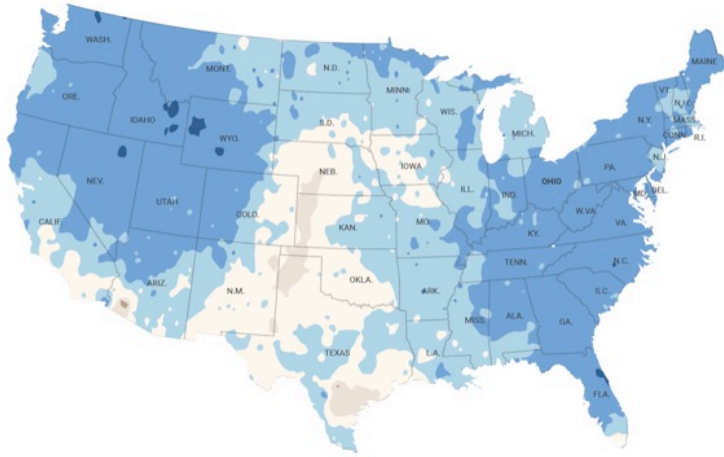 WASH.
MONT.
N.D.
MINN.
MAINE
ORE.
IDAHO
WYO.
S.D.
WIS.
MICH.
VT.
N.H.
N.Y.
MASS.
CONN.
R.I.
NEV.
UTAH
COLO.
NEB.
IOWA
ILL.
IND.
OHIO
PA.
N.J.
MD.
DEL.
CALIF.
KAN.
MO.
KY.
W.VA.
VA.
ARIZ.
N.M.
OKLA.
ARK.
TENN.
N.C.
S.C.
TEXAS
L.A.
MISS.
ALA.
GA.
FLA.